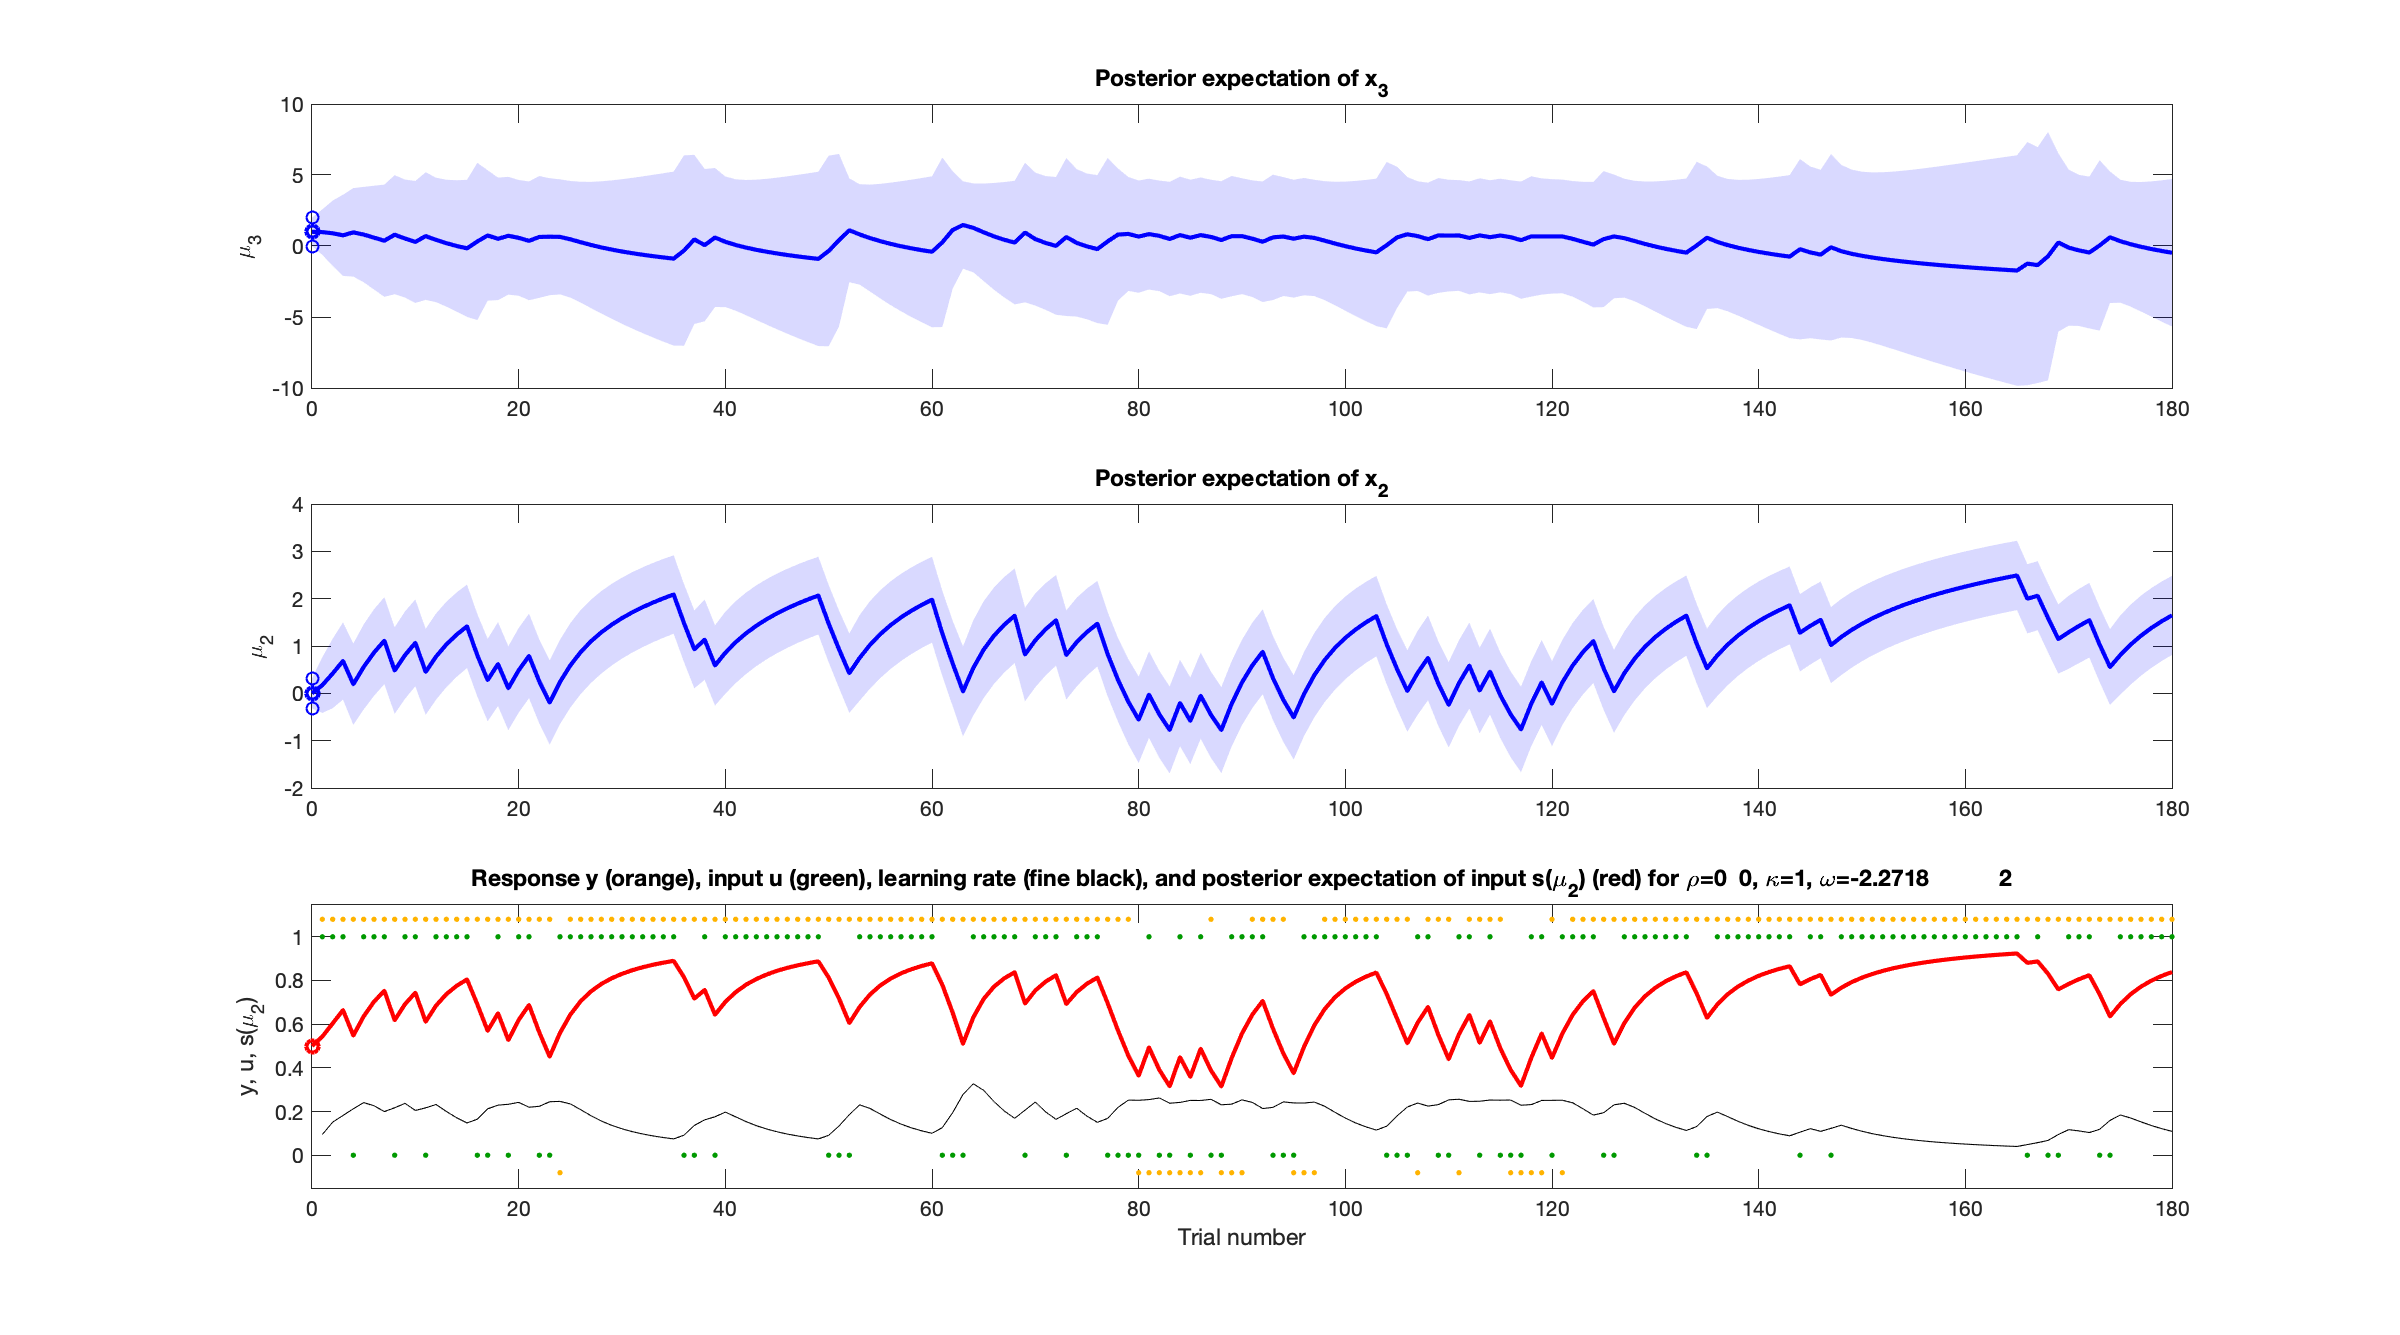 Posterior expectation of x3
10
5
0
-5
-10
μ3
0 20 40 60 80 100 120 140 160 180
Posterior expectation of x2
4
3
2
1
0
-1
-2
μ2
0 20 40 60 80 100 120 140 160 180
Response y (orange), input u (green), learning rate (fine black), and posterior expectation of input s(μ2) (red) for ρ=0 0, κ=1, ω=-2.2718 2
1
0.8
0.6
0.4
0.2
0
y, u, s(μ2)
0 20 40 60 80 100 120 140 160 180
Trial number